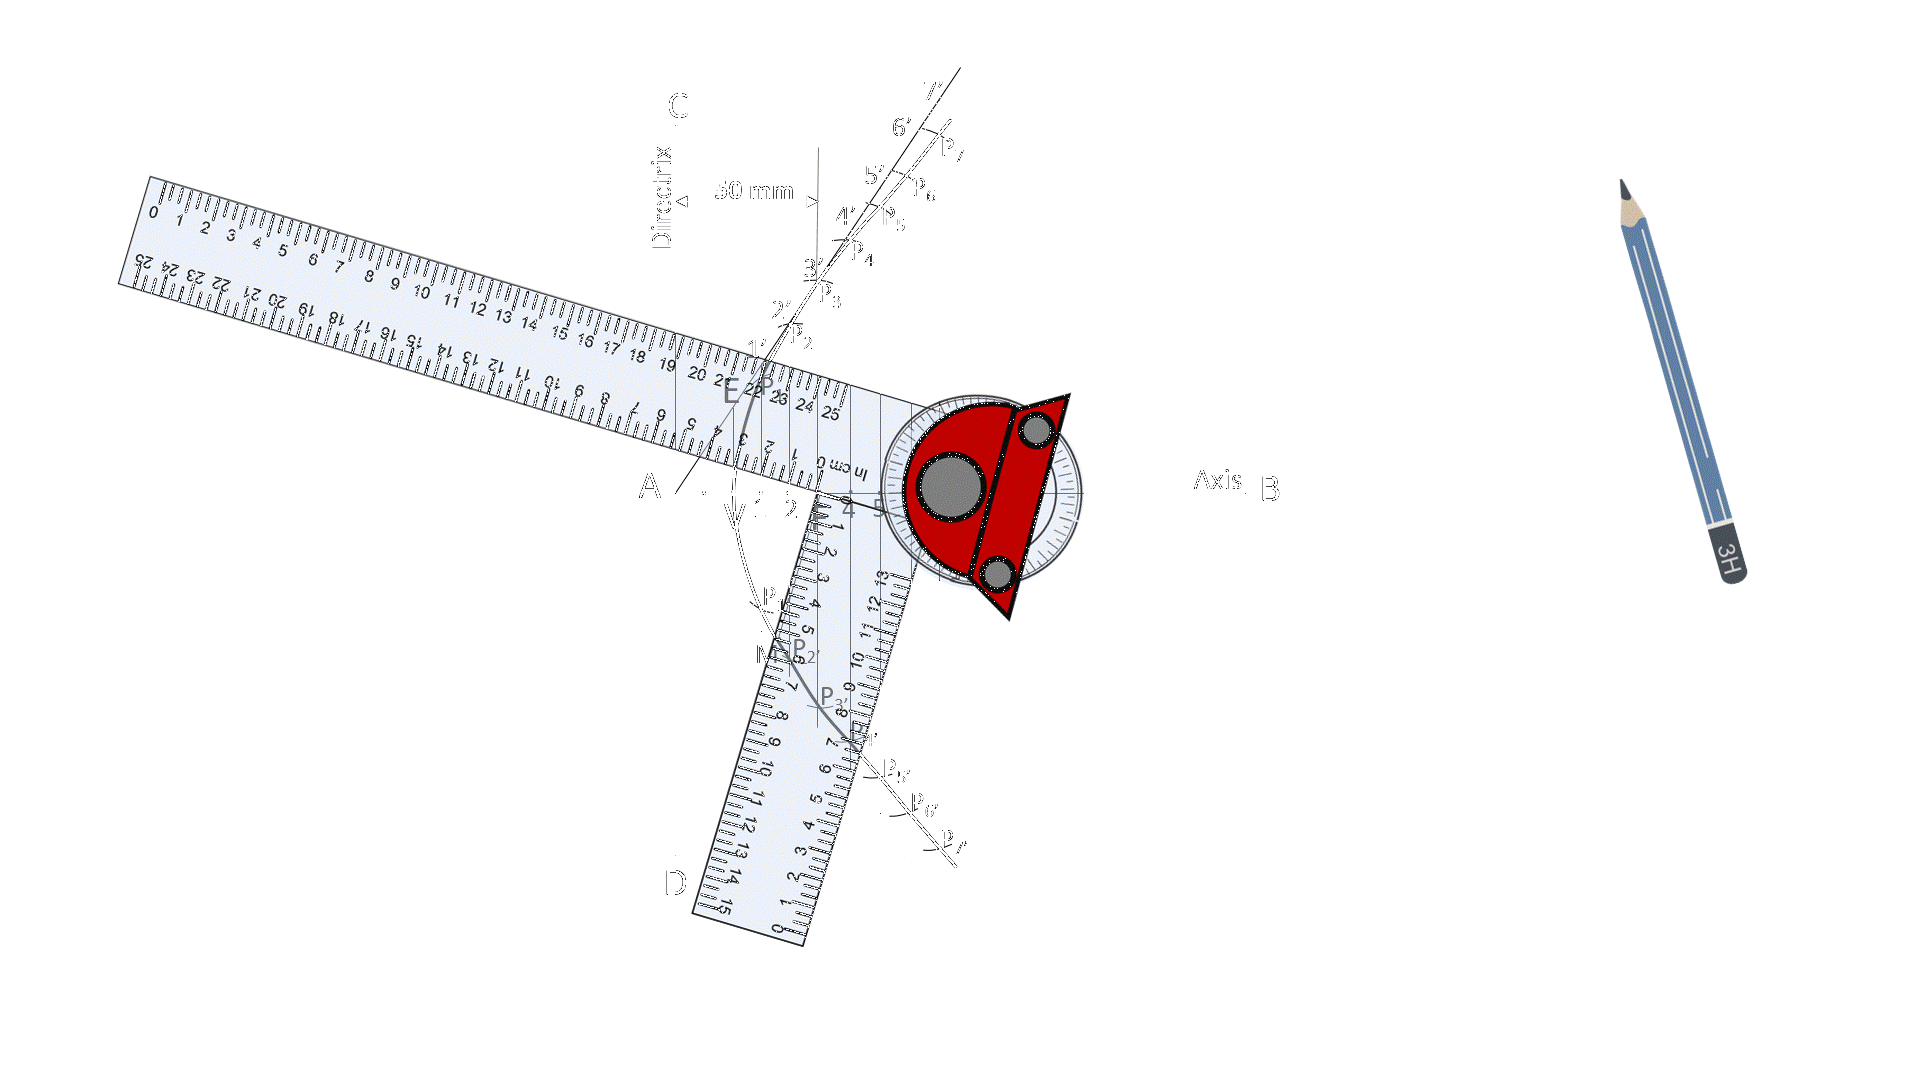 C
Directrix
50 mm
7'
6'
5'
4'
3'
2'
1'
P7
P6
P5
P4
P3
P2
P1
E
0 1 2 3 4 5 6 7 8 9 10 11 12 13 14 15 16 17 18 19 20 21 22 23 24 25
25 24 23 22 21 20 19 18 17 16 15 14 13 12 11 10 9 8 7 6 5 4 3 2 1 0
In cm
A
1 2 4 5
Axis B
0 1 2 3 4 5 6 7 8 9 10 11 12 13 14 15
13 12 11 10 9 8 7 6 5 4 3 2 1 0
P1'
P2'
P3'
P4'
P5'
P6'
P7'
D
3H